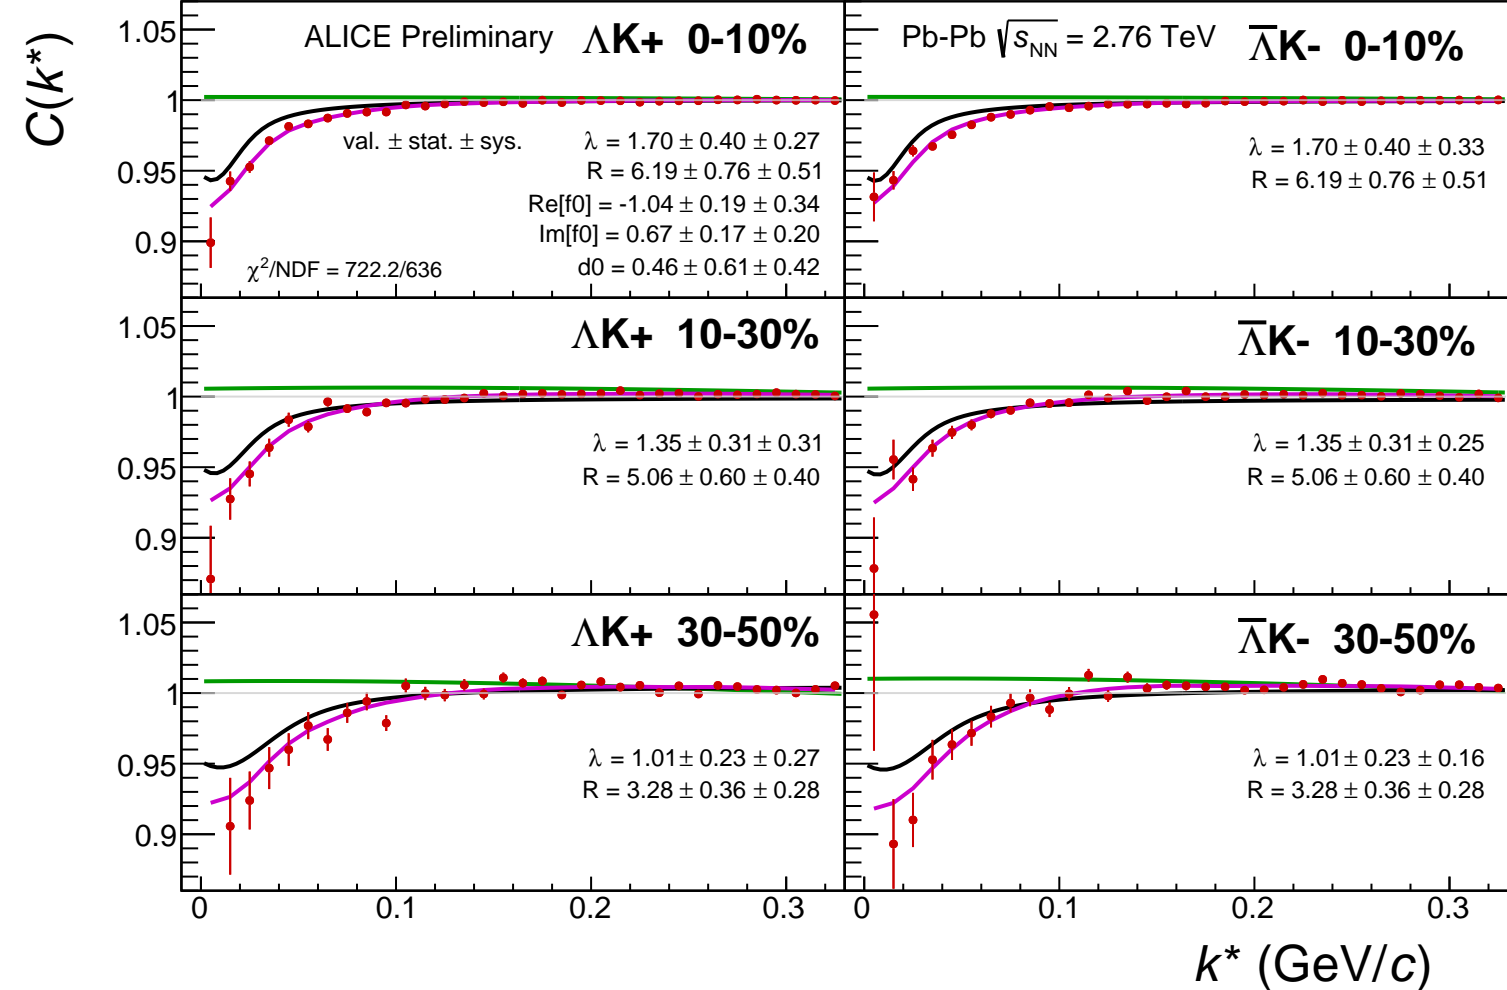 C(k*)
ALICE Preliminary ΛK+ 0-10%
val. ± stat. ± sys.
λ = 1.70 ± 0.40 ± 0.27
R = 6.19 ± 0.76 ± 0.51
Re[f0] = -1.04 ± 0.19 ± 0.34
Im[f0] = 0.67 ± 0.17 ± 0.20
d0 = 0.46 ± 0.61 ± 0.42
χ²/NDF = 722.2/636
1.05
1
0.95
0.9
Pb-Pb √s_NN = 2.76 TeV Λ̅K- 0-10%
λ = 1.70 ± 0.40 ± 0.33
R = 6.19 ± 0.76 ± 0.51
ΛK+ 10-30%
λ = 1.35 ± 0.31 ± 0.31
R = 5.06 ± 0.60 ± 0.40
1.05
1
0.95
0.9
Λ̅K- 10-30%
λ = 1.35 ± 0.31 ± 0.25
R = 5.06 ± 0.60 ± 0.40
ΛK+ 30-50%
λ = 1.01 ± 0.23 ± 0.27
R = 3.28 ± 0.36 ± 0.28
1.05
1
0.95
0.9
Λ̅K- 30-50%
λ = 1.01 ± 0.23 ± 0.16
R = 3.28 ± 0.36 ± 0.28
0 0.1 0.2 0.3
0 0.1 0.2 0.3
k* (GeV/c)